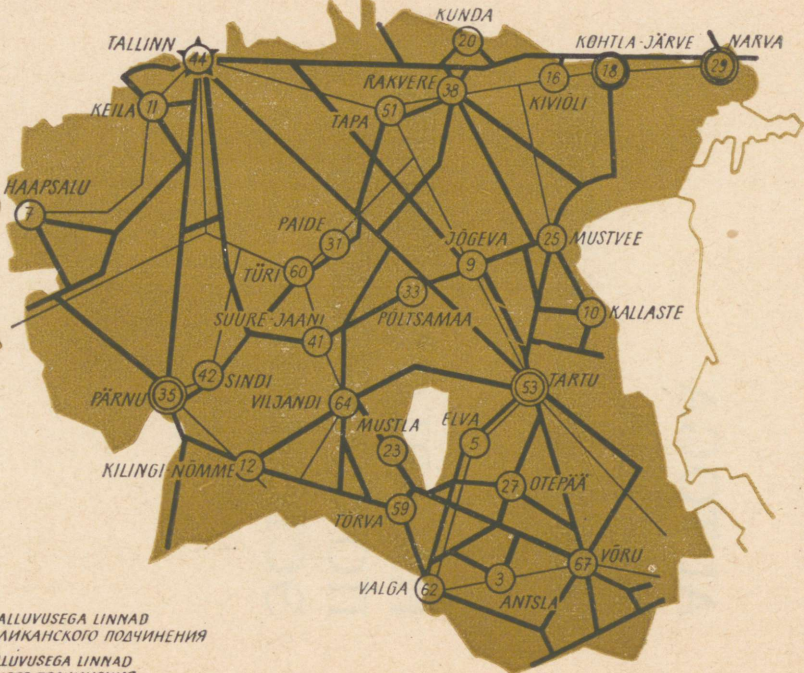 KUNDA
20
TALLINN
44
KOHTLA-JÄRVE
18
NARVA
29
RAKVERE
38
16
KIVIÕLI
KEILA
11
51
TAPA
HAAPSALU
7
PAIDE
31
JÕGEVA
9
25
MUSTVEE
TÜRI
60
33
PÕLTSAMAA
10
KALLASTE
SUURE-JAANI
41
PÄRNU
35
42
SINDI
VILJANDI
64
53
TARTU
MUSTLA
23
ELVA
5
KILINGI NÕMME
12
27
OTEPÄÄ
59
TÕRVA
67
VÕRU
VALGA
62
3
ANTSLA
ALLUVUSEGA LINNAD
ЛИКАНСКОГО ПОДЧИНЕНИЯ
LUVUSEGA LINNAD